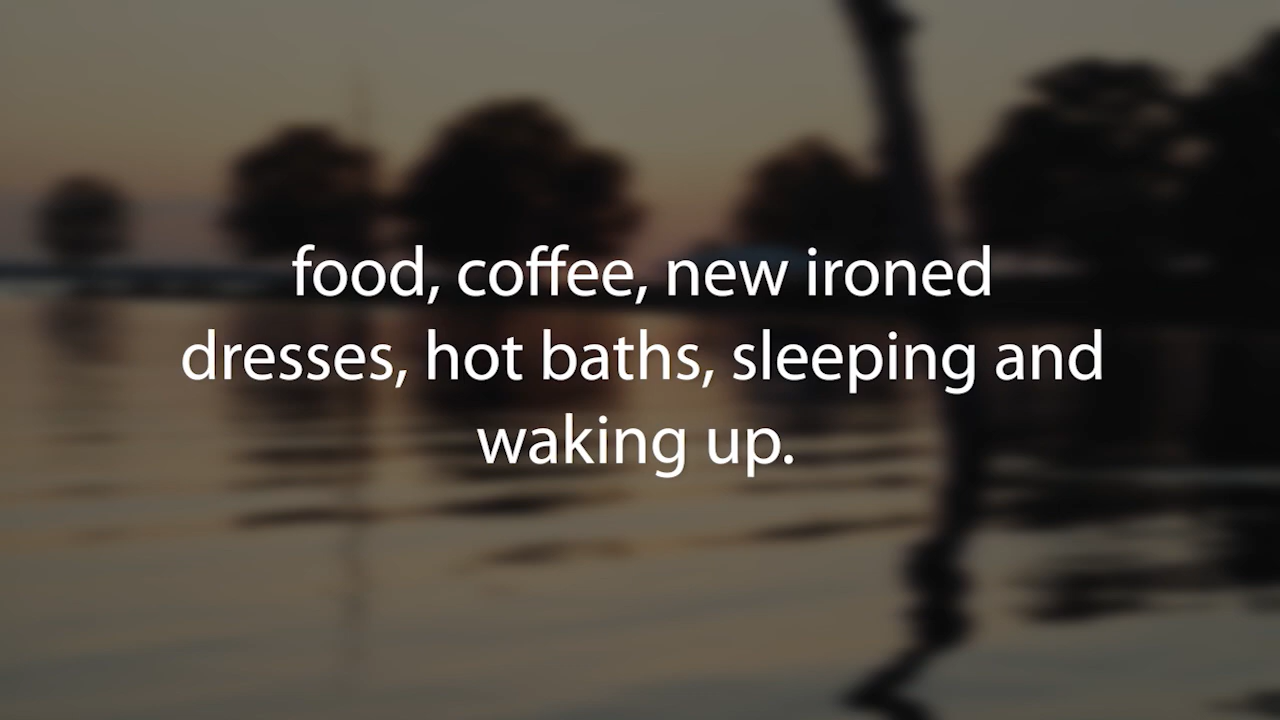 food, coffee, new ironed
dresses, hot baths, sleeping and
waking up.